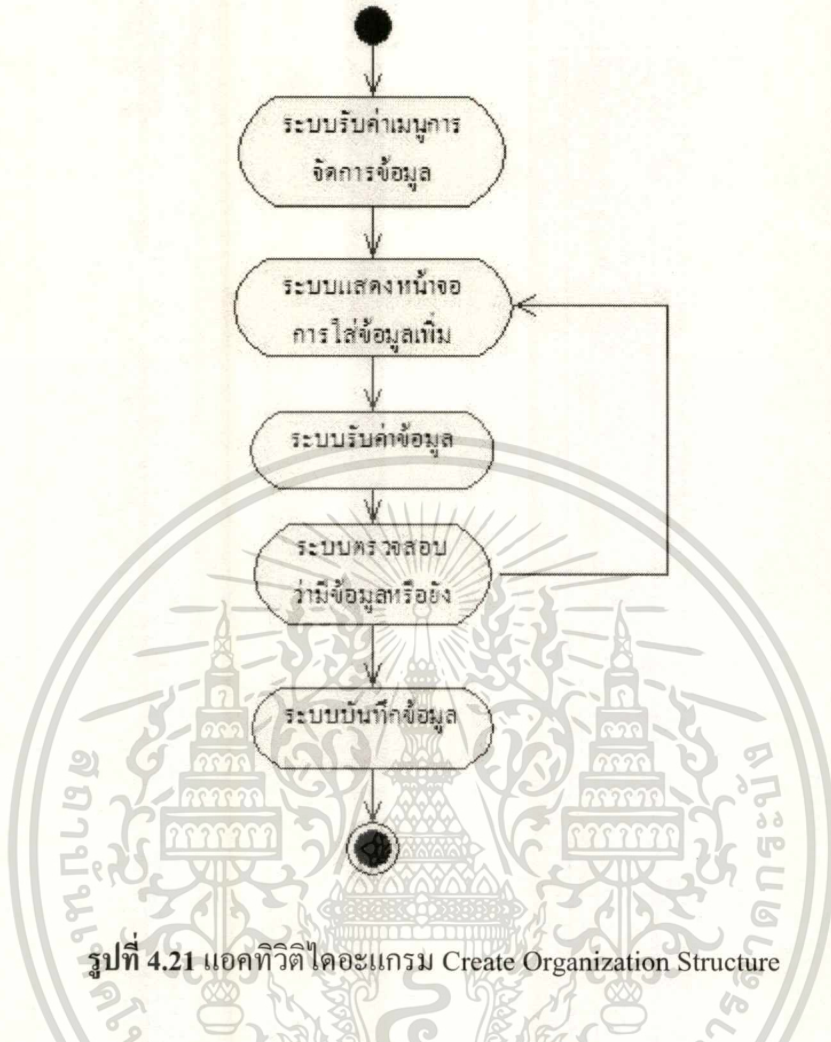 ระบบรับค่าเมนูการ
จัดการข้อมูล
ระบบแสดงหน้าจอ
การใส่ข้อมูลเพิ่ม
ระบบรับค่าข้อมูล
ระบบตรวจสอบ
ว่ามีข้อมูลหรือยัง
ระบบบันทึกข้อมูล
รูปที่ 4.21 แอคทิวิตีไดอะแกรม Create Organization Structure